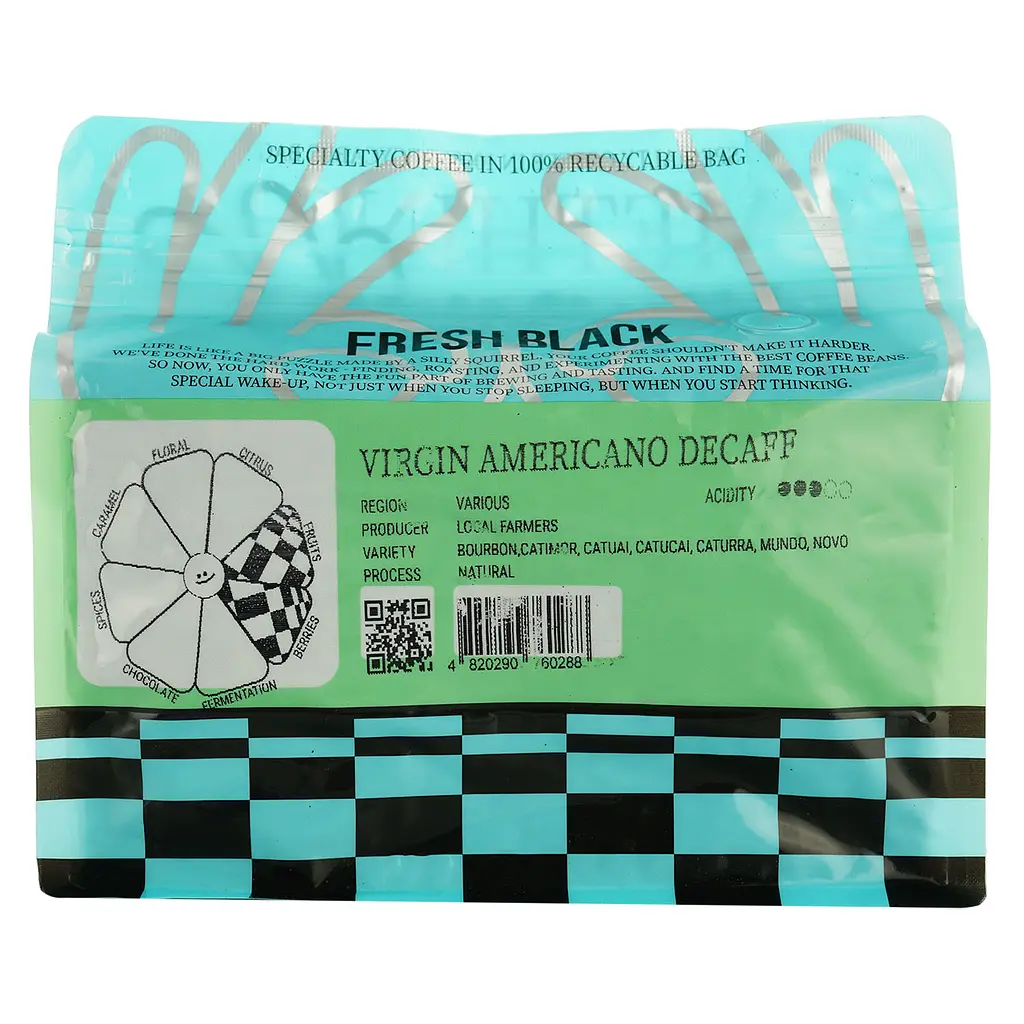 SPECIALTY COFFEE IN 100% RECYCABLE BAG
FRESH BLACK
LIFE IS LIKE A BIG PUZZLE MADE BY A SILLY SQUIRREL. YOUR COFFEE SHOULDN'T MAKE IT HARDER.
WE'VE DONE THE HARD WORK - FINDING, ROASTING, AND EXPERIMENTING WITH THE BEST COFFEE BEANS.
SO NOW, YOU ONLY HAVE THE FUN PART OF BREWING AND TASTING. AND FIND A TIME FOR THAT
SPECIAL WAKE-UP, NOT JUST WHEN YOU STOP SLEEPING, BUT WHEN YOU START THINKING.
FLORAL
CITRUS
FRUITS
BERRIES
FERMENTATION
CHOCOLATE
SPICES
CARAMEL
VIRGIN AMERICANO DECAFF
ACIDITY
REGION VARIOUS
PRODUCER LOCAL FARMERS
VARIETY BOURBON,CATIMOR, CATUAI, CATUCAI, CATURRA, MUNDO, NOVO
PROCESS NATURAL
4 820290 760288